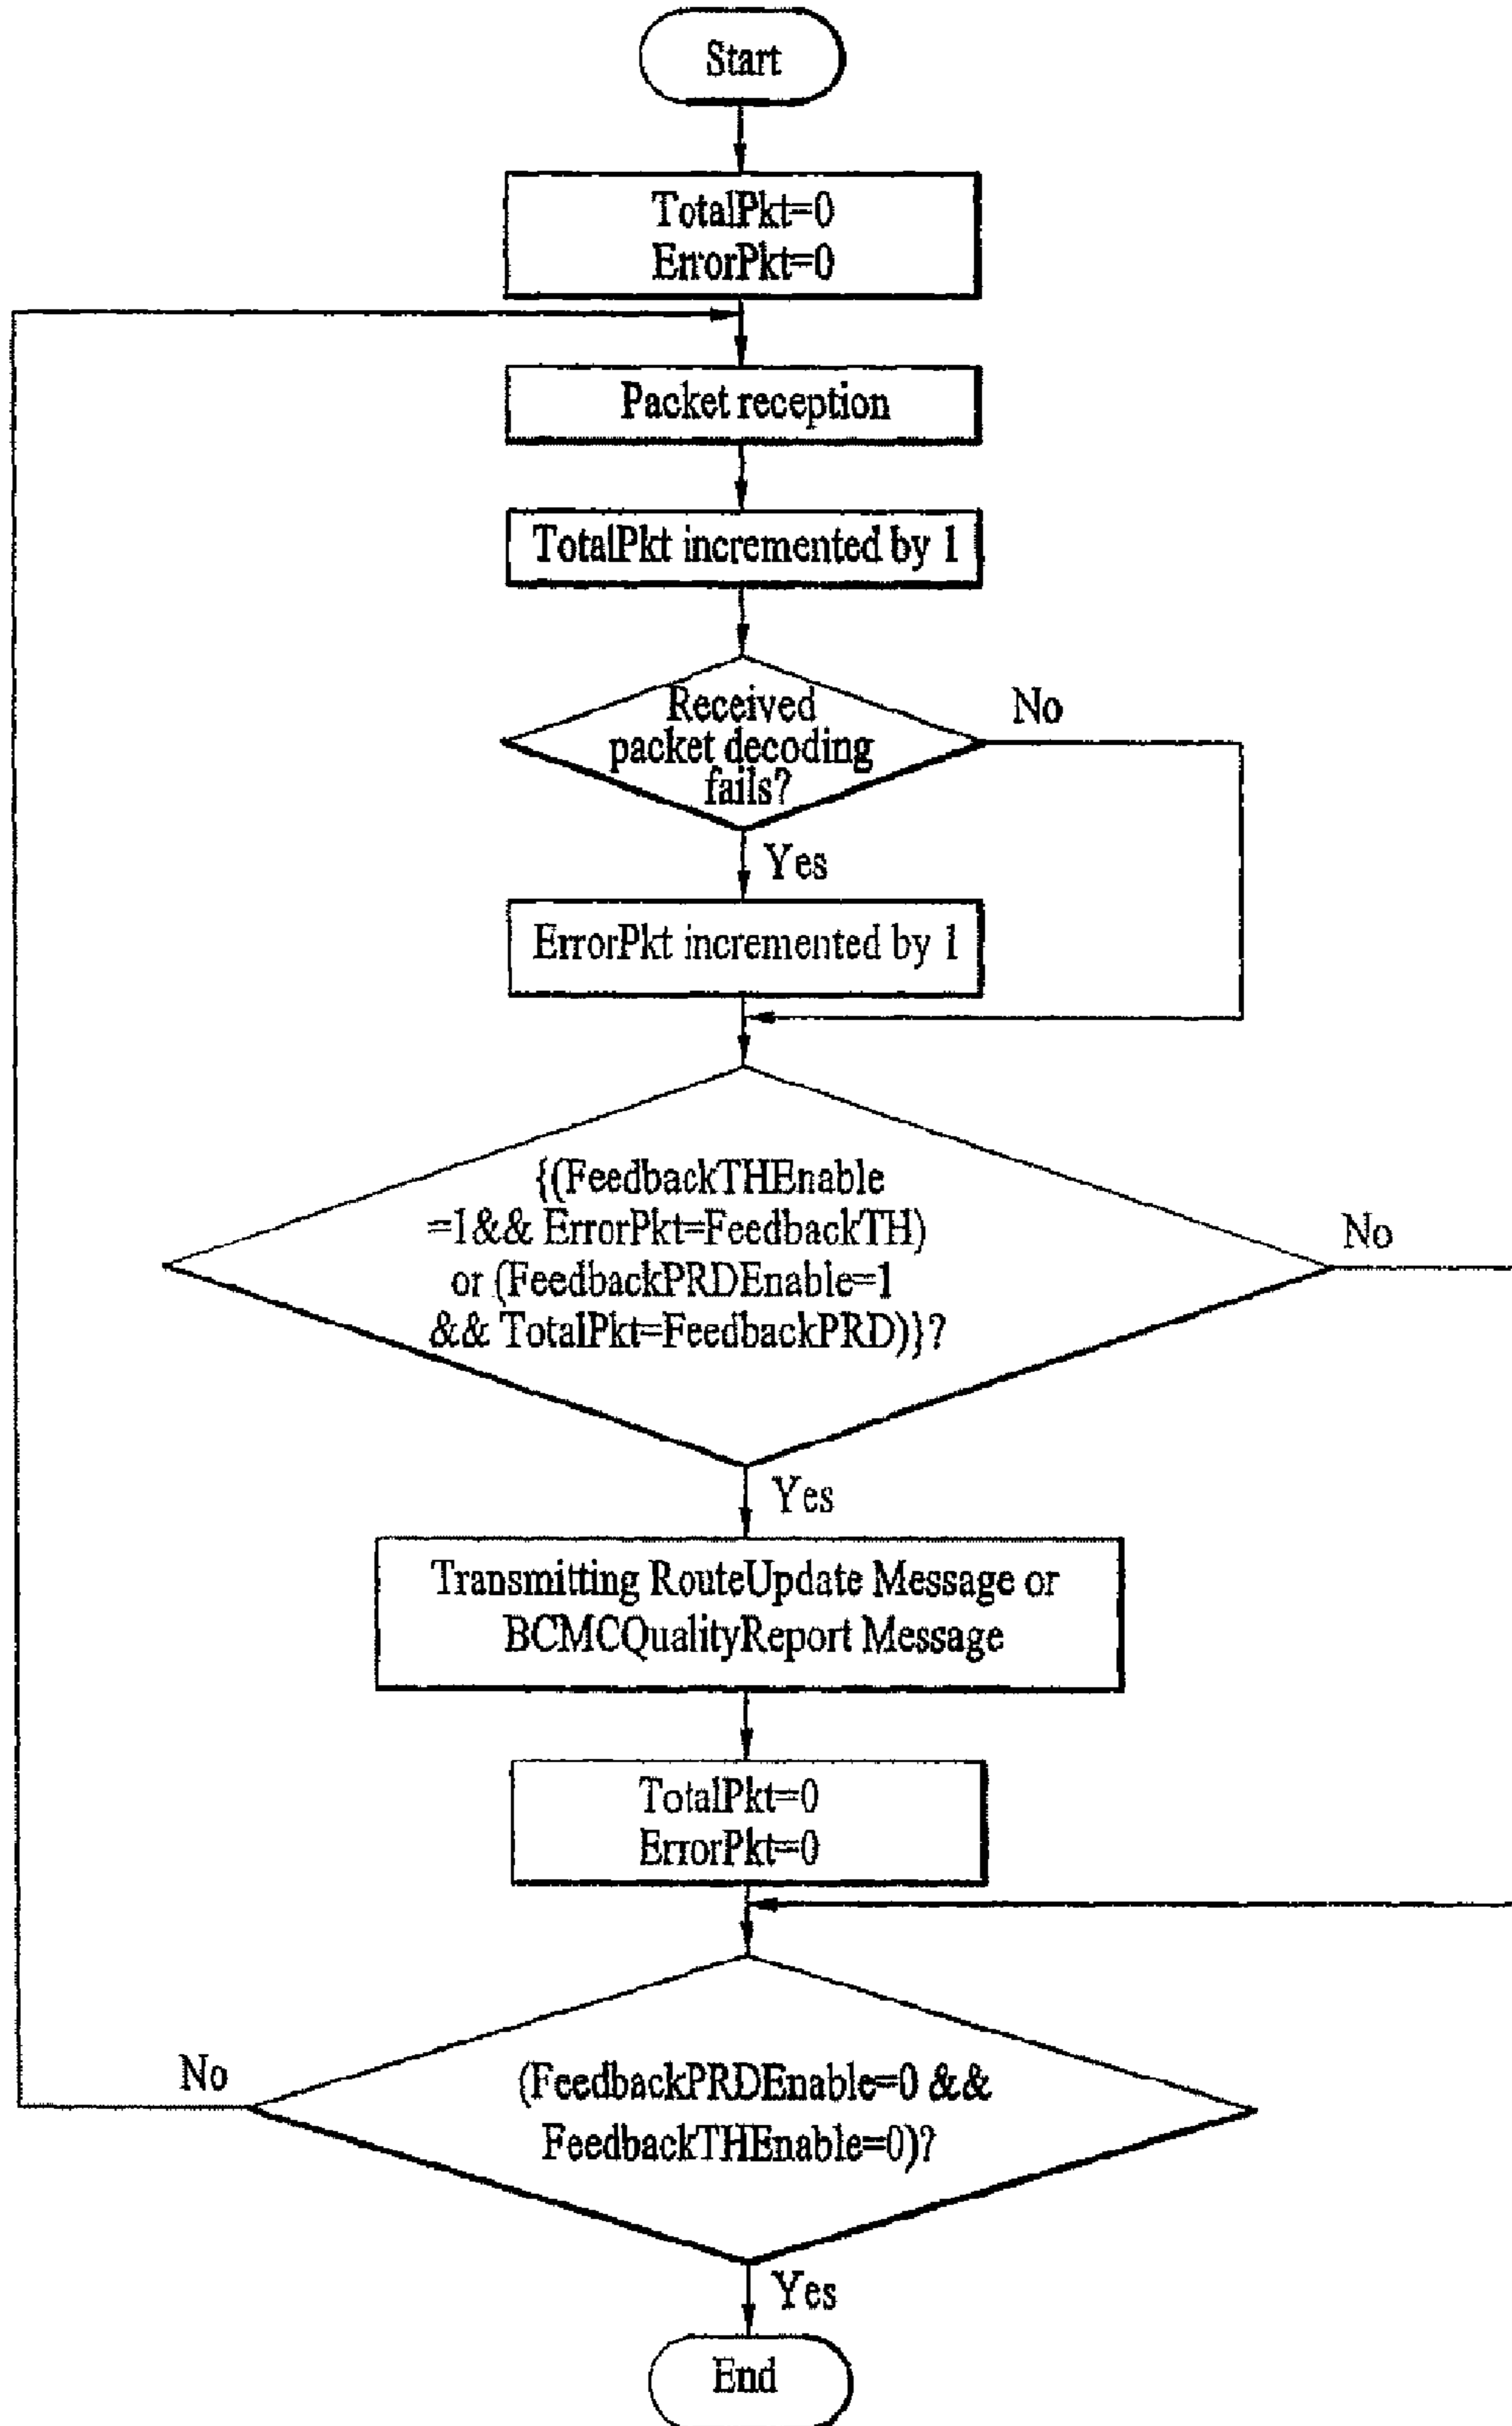 Start
TotalPkt=0
ErrorPkt=0
Packet reception
TotalPkt incremented by 1
Received
packet decoding
fails?
No
Yes
ErrorPkt incremented by 1
{(FeedbackTHEnable
=1&& ErrorPkt=FeedbackTH)
or (FeedbackPRDEnable=1
&& TotalPkt=FeedbackPRD)}?
No
Yes
Transmitting RouteUpdate Message or
BCMCQualityReport Message
TotalPkt=0
ErrorPkt=0
No
(FeedbackPRDEnable=0 &&
FeedbackTHEnable=0)?
Yes
End